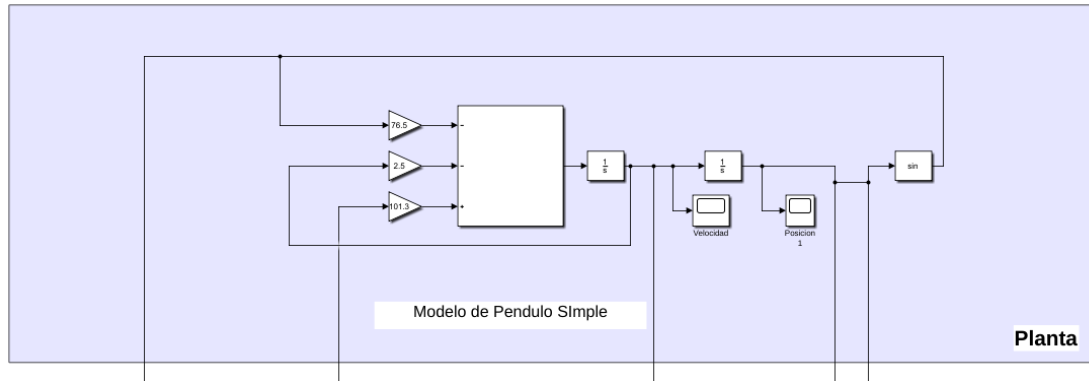 76.5
−
2.5
−
101.3
+
1
s
1
s
sin
Velocidad
Posicion
1
Modelo de Pendulo SImple
Planta